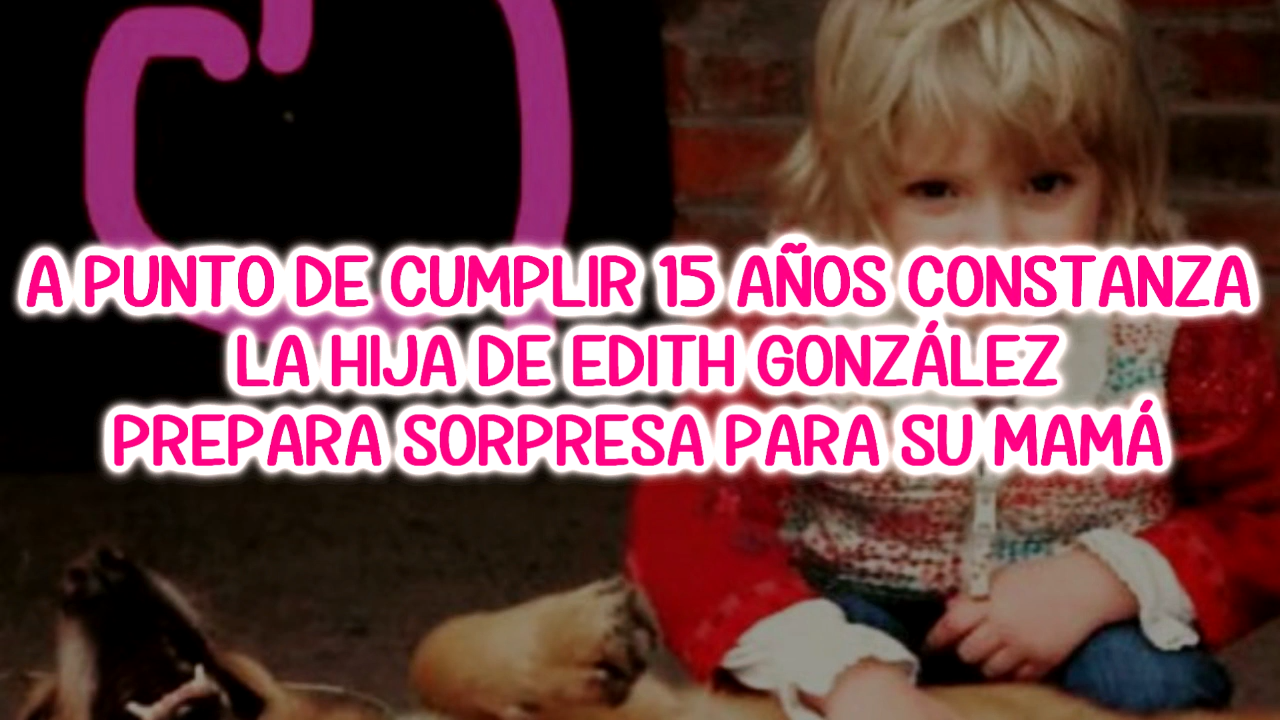 A PUNTO DE CUMPLIR 15 AÑOS CONSTANZA
LA HIJA DE EDITH GONZÁLEZ
PREPARA SORPRESA PARA SU MAMÁ